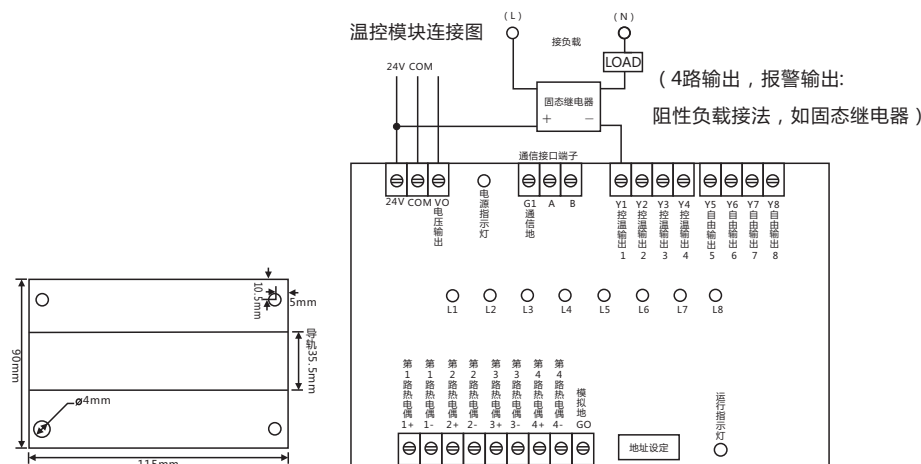 温控模块连接图
(L)
(N)
接负载
LOAD
24V COM
固态继电器
+ −
(4路输出，报警输出:
阻性负载接法，如固态继电器)
通信接口端子
24V COM VO
电压输出
电源指示灯
G1 A B
通信地
Y1 Y2 Y3 Y4 Y5 Y6 Y7 Y8
控温输出1
控温输出2
控温输出3
控温输出4
自由输出5
自由输出6
自由输出7
自由输出8
L1 L2 L3 L4 L5 L6 L7 L8
10.5mm
5mm
导轨35.5mm
90mm
ø4mm
115mm
第1路热电偶1+
第1路热电偶1-
第2路热电偶2+
第2路热电偶2-
第3路热电偶3+
第3路热电偶3-
第4路热电偶4+
第4路热电偶4-
模拟地GO
地址设定
运行指示灯